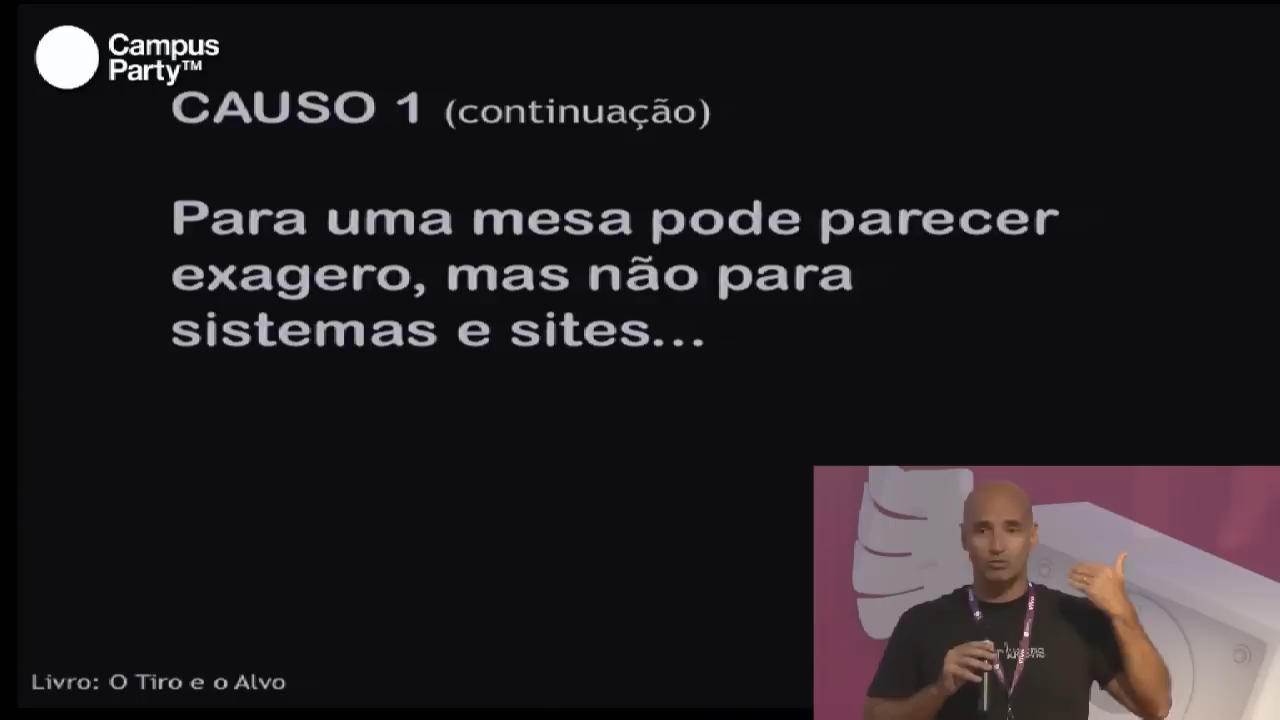 Campus
Party™
CAUSO 1 (continuação)
Para uma mesa pode parecer
exagero, mas não para
sistemas e sites...
Livro: O Tiro e o Alvo